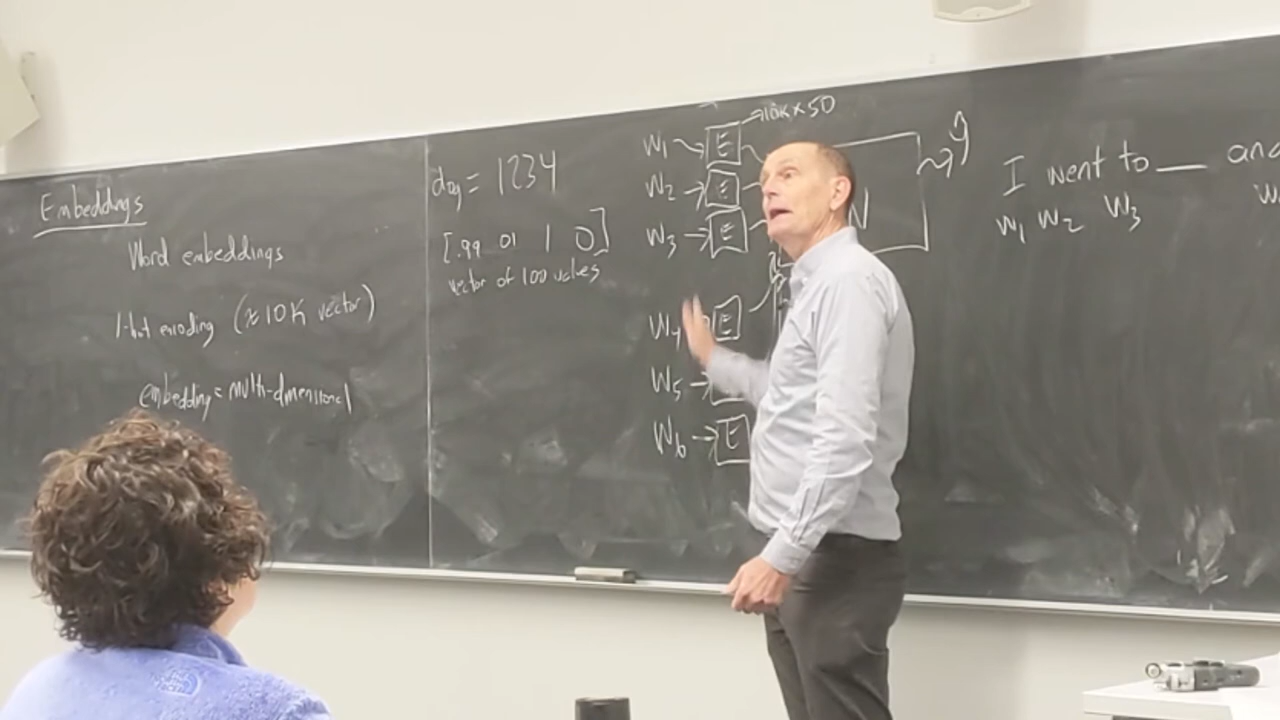 Embeddings
Word embeddings
1-hot encoding (≈10K vector)
embedding = multi-dimensional
dog = 1234
[.99 01 1 0]
vector of 100 values
W1 → E → 10K x 50
W2 → E
W3 → E
W4 → E
W5 →
W6 → E
N
→ ŷ
I went to ___ and
W1 W2 W3